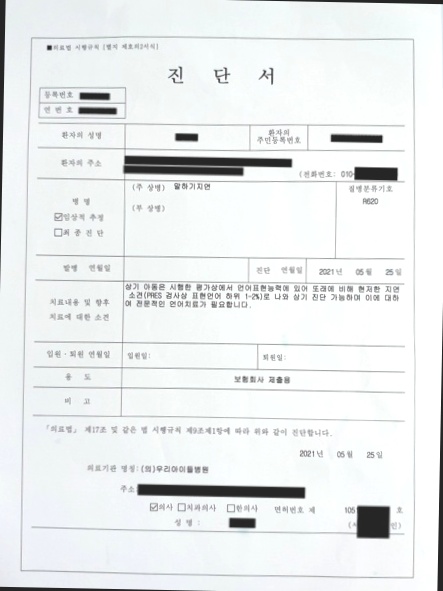 ■의료법 시행규칙 [별지 제호의2서식]
진 단 서
등록번호
연 번 호
환자의 성명
환자의
주민등록번호
환자의 주소
(전화번호: 010-
병 명
☑임상적 추정
☐최 종 진 단
(주 상병) 말하기지연
(부 상병)
질병분류기호
R620
발병 연월일
진단 연월일
2021년 05월 25일
치료내용 및 향후
치료에 대한 소견
상기 아동은 시행한 평가상에서 언어표현능력에 있어 또래에 비해 현저한 지연
소견(PRES 검사상 표현언어 하위 1-2%)로 나와 상기 진단 가능하며 이에 대하
여 전문적인 언어치료가 필요합니다.
입원·퇴원 연월일
입원일:
퇴원일:
용 도
보험회사 제출용
비 고
「의료법」 제17조 및 같은 법 시행규칙 제9조제1항에 따라 위와 같이 진단합니다.
2021년 05월 25일
의료기관 명칭: (의)우리아이들병원
주소:
☑의사 ☐치과의사 ☐한의사 면허번호 제 105 호
성 명 :
인)